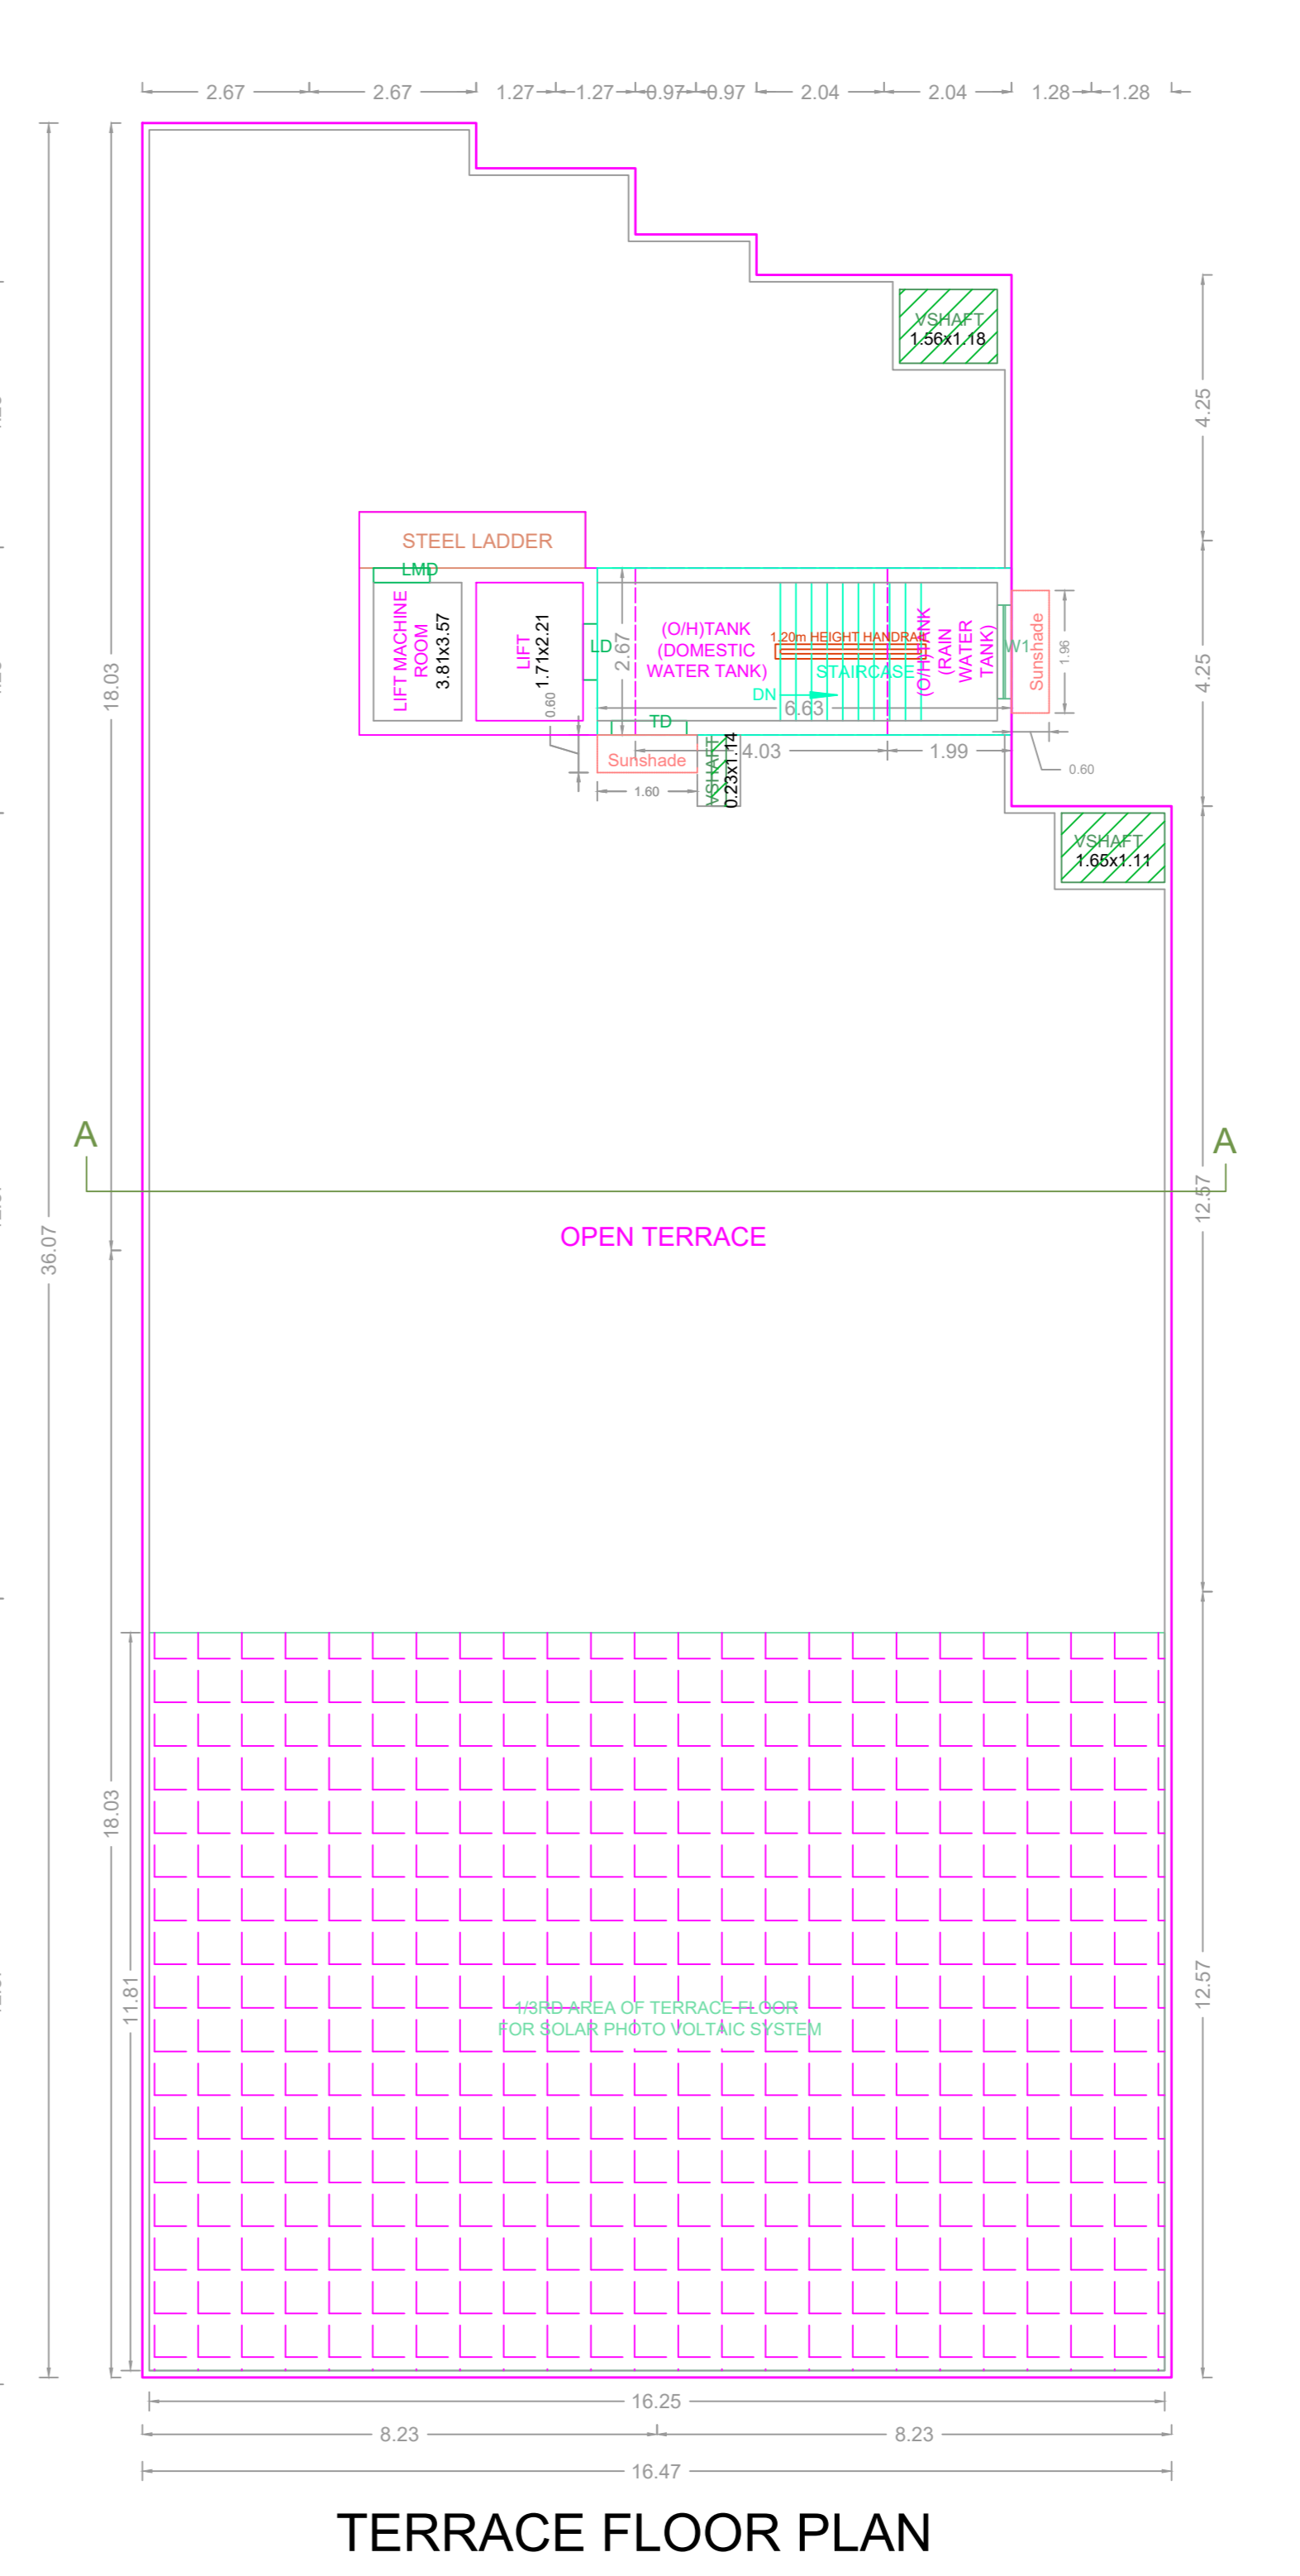 2.67 2.67 1.27 1.27 0.97 0.97 2.04 2.04 1.28 1.28
VSHAFT
1.56x1.18
4.25
STEEL LADDER
LMD
LIFT MACHINE
ROOM
3.81x3.57
LIFT
1.71x2.21
LD
2.67
(O/H)TANK
(DOMESTIC
WATER TANK)
1.20m HEIGHT HANDRAIL
STAIRCASE
DN
(O/H)TANK
(RAIN
WATER
TANK)
W1
Sunshade
1.96
4.25
18.03
0.60
6.63
TD
Sunshade
1.60
VSHAFT
0.23x1.14
4.03
1.99
0.60
VSHAFT
1.65x1.11
A
A
12.57
36.07
OPEN TERRACE
18.03
11.81
12.57
1/3RD AREA OF TERRACE FLOOR
FOR SOLAR PHOTO VOLTAIC SYSTEM
16.25
8.23 8.23
16.47
TERRACE FLOOR PLAN